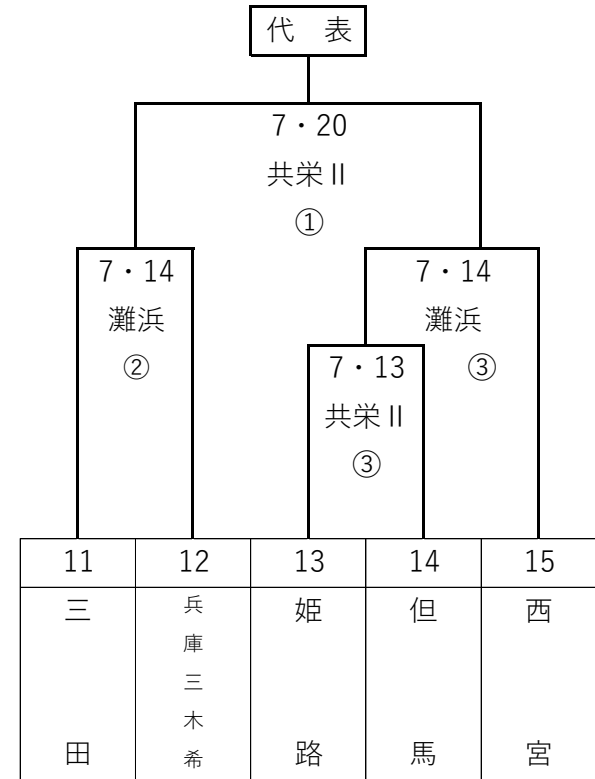 代　表
7・20
共栄Ⅱ
①
7・14
灘浜
②
7・14
灘浜
③
7・13
共栄Ⅱ
③
11 12 13 14 15
三田
兵庫三木希
姫路
但馬
西宮